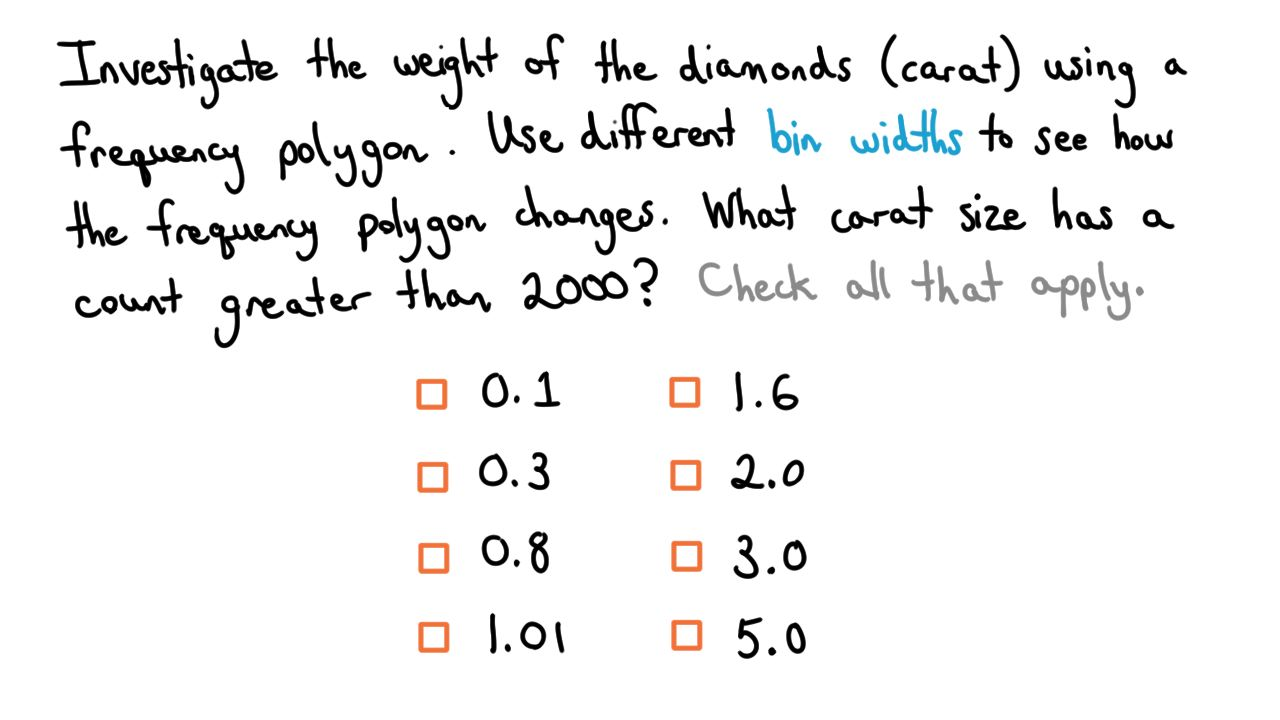 Investigate the weight of the diamonds (carat) using a
frequency polygon. Use different bin widths to see how
the frequency polygon changes. What carat size has a
count greater than 2000? Check all that apply.
0.1
0.3
0.8
1.01
1.6
2.0
3.0
5.0